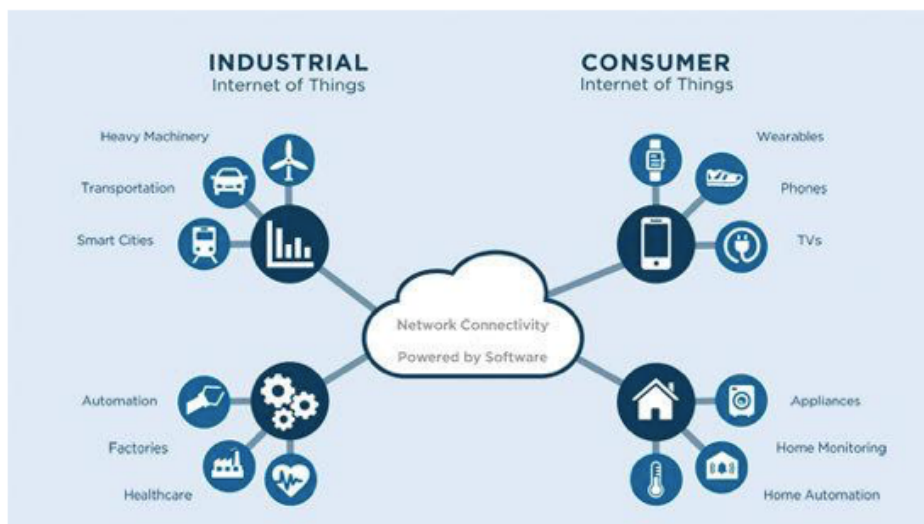 INDUSTRIAL
Internet of Things
CONSUMER
Internet of Things
Heavy Machinery
Transportation
Smart Cities
Wearables
Phones
TVs
Network Connectivity
Powered by Software
Automation
Factories
Healthcare
Appliances
Home Monitoring
Home Automation